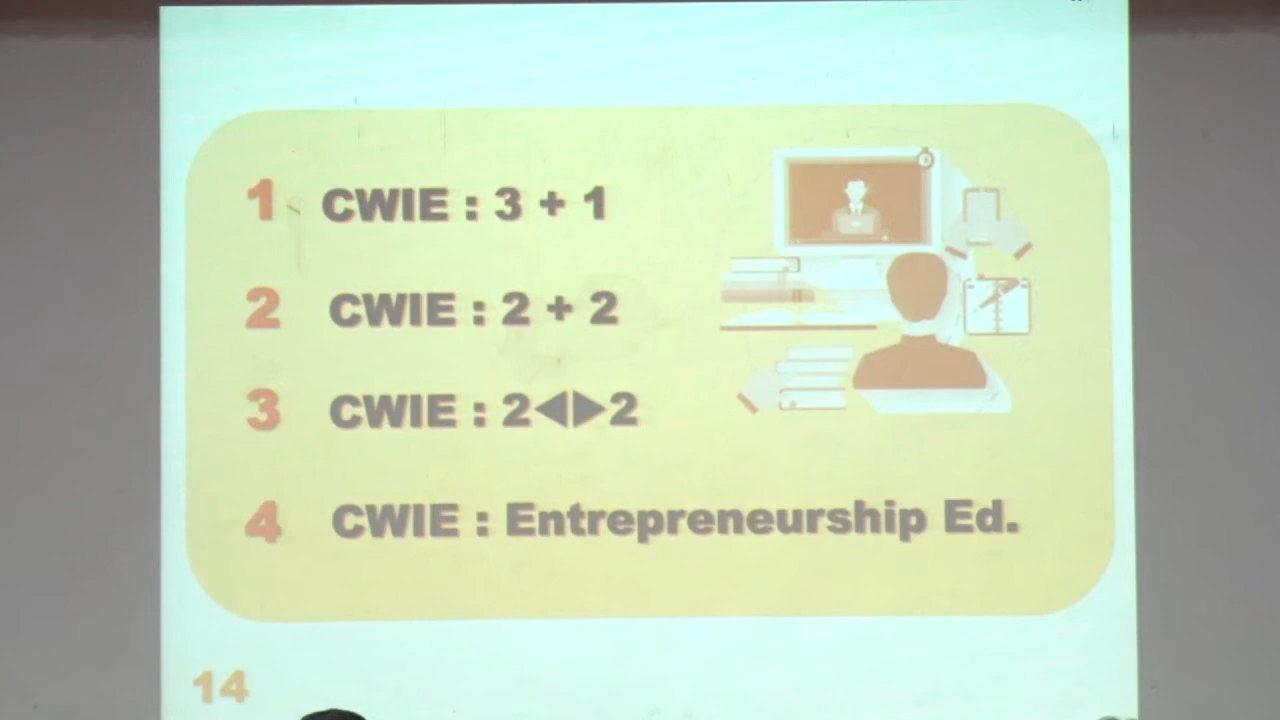 1 CWIE : 3 + 1
2 CWIE : 2 + 2
3 CWIE : 2◀▶2
4 CWIE : Entrepreneurship Ed.
14